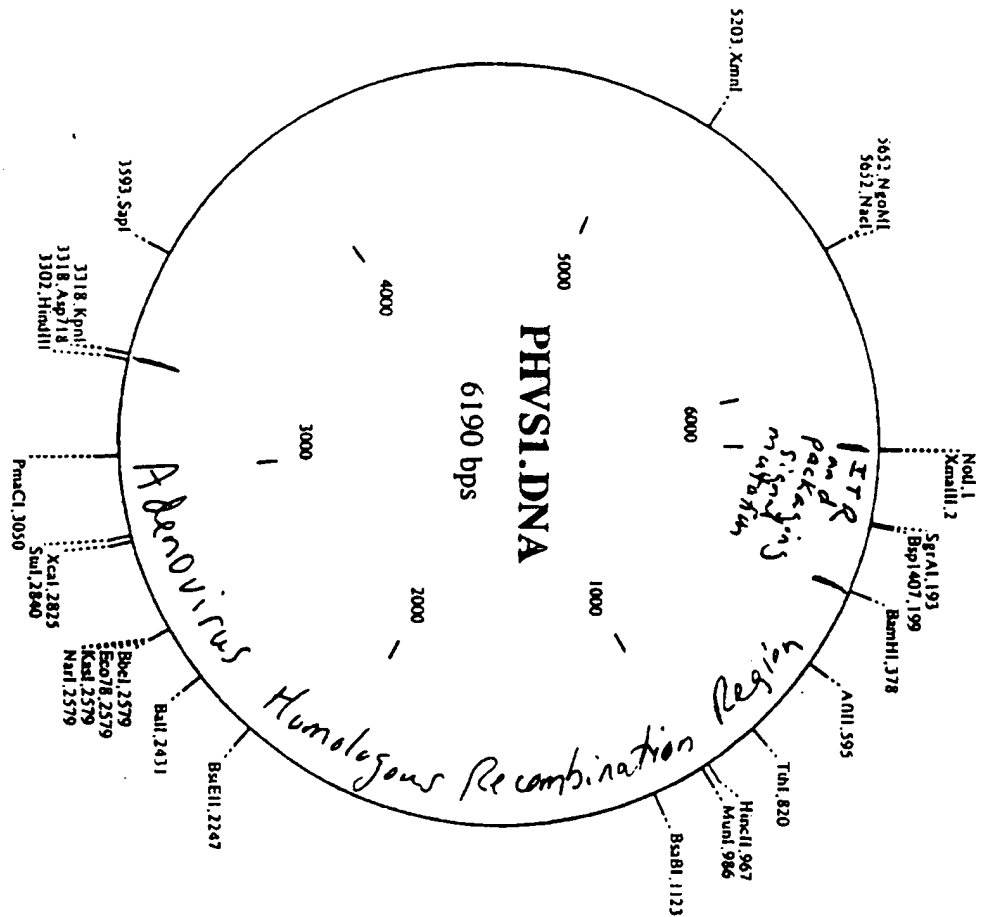 5203.XmnI
5652.NgoMI
5652.NaeI
NotI.1
XmaIII.2
SgrAI.193
Bsp1407.199
BamHI.378
AflII.595
Tth1.820
HincII.967
MunI.986
BsaBI.1123
BstEII.2247
BalI.2431
BbeI.2579
Eco78.2579
KasI.2579
NarI.2579
XcaI.2825
StuI.2840
PmaCI.3050
3318.KpnI
3318.Asp718
3302.HindIII
3593.SapI
PHVS1.DNA
6190 bps
1000
2000
3000
4000
5000
6000
ITR
and
packaging
signal
Adenovirus Homologous Recombination Region